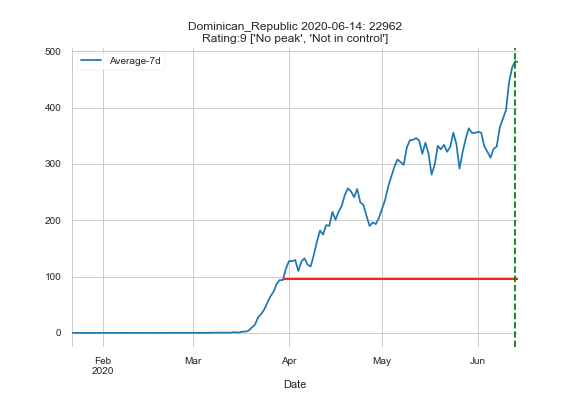 Dominican_Republic 2020-06-14: 22962
Rating:9 ['No peak', 'Not in control']
Average-7d
500
400
300
200
100
0
Feb
2020
Mar
Apr
May
Jun
Date